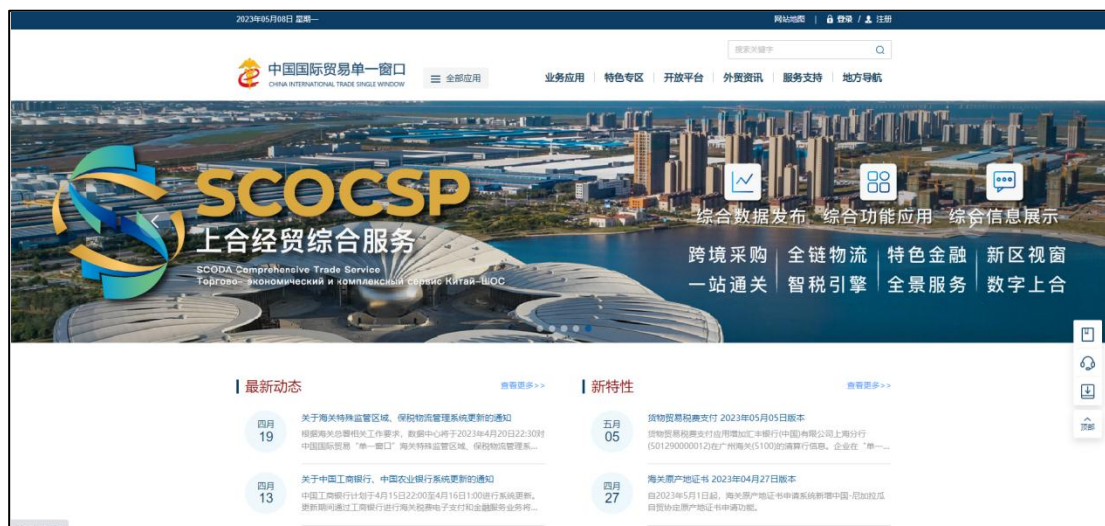 2023年05月08日 星期一
网站地图 | 登录 / 注册
搜索关键字
中国国际贸易单一窗口
CHINA INTERNATIONAL TRADE SINGLE WINDOW
全部应用
业务应用 特色专区 开放平台 外贸资讯 服务支持 地方导航
SCOCSP
上合经贸综合服务
SCODA Comprehensive Trade Service
Торгово- экономический и комплексный сервис Китай-ШОС
综合数据发布 综合功能应用 综合信息展示
跨境采购 全链物流 特色金融 新区视窗
一站通关 智税引擎 全景服务 数字上合
顶部
最新动态
查看更多>>
四月
19
关于海关特殊监管区域、保税物流管理系统更新的通知
根据海关总署相关工作要求，数据中心将于2023年4月20日22:30对
中国国际贸易“单一窗口”海关特殊监管区域、保税物流管理系...
四月
13
关于中国工商银行、中国农业银行系统更新的通知
中国工商银行计划于4月15日22:00至4月16日1:00进行系统更新。
更新期间通过工商银行进行海关税费电子支付和金融服务业务将...
新特性
查看更多>>
五月
05
货物贸易税费支付 2023年05月05日版本
货物贸易税费支付应用增加汇丰银行(中国)有限公司上海分行
(501290000012)在广州海关(5100)的清算行信息。企业在“单一...
四月
27
海关原产地证书 2023年04月27日版本
自2023年5月1日起，海关原产地证书申请系统新增中国-尼加拉瓜
自贸协定原产地证书申请功能。